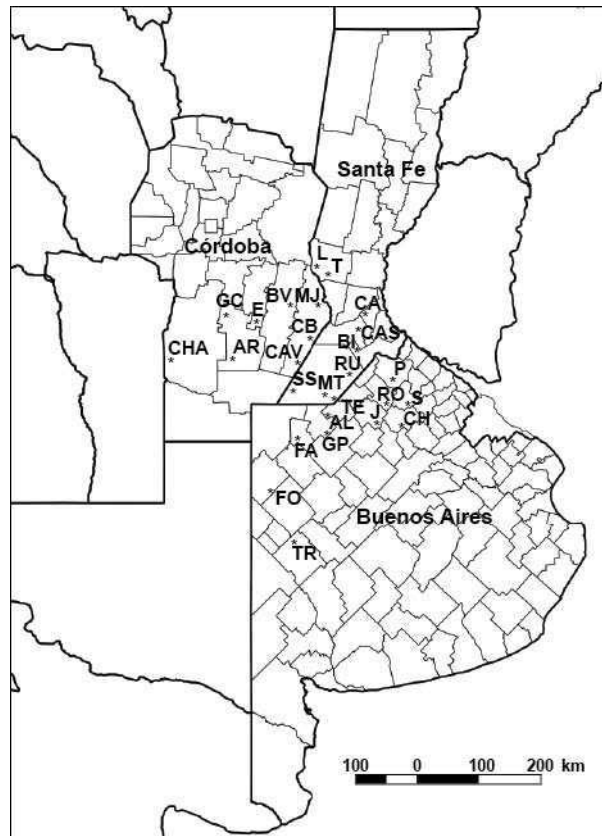 Santa Fe
Córdoba
L
T
GC
E
BV
MJ
CA
CB
BI
CAS
CHA
AR
CAV
RU
P
SS
MT
RO
S
TE
J
CH
AL
GP
FA
FO
Buenos Aires
TR
100 0 100 200 km